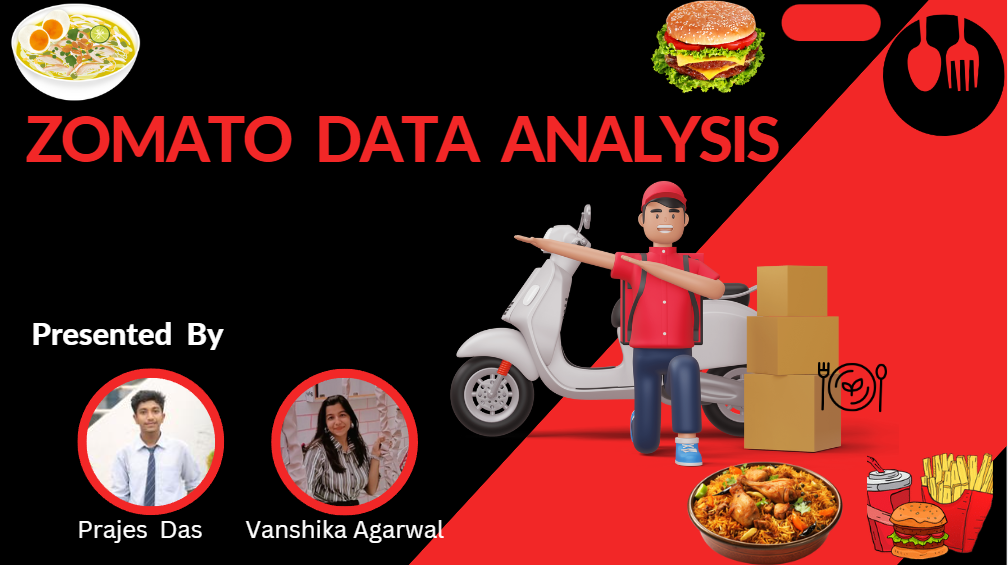 ZOMATO DATA ANALYSIS
Presented By
Prajes Das
Vanshika Agarwal